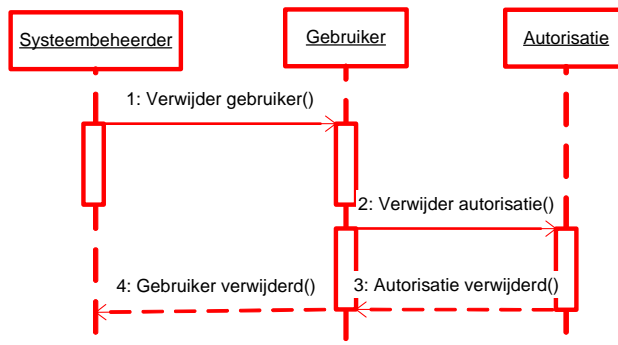 Systeembeheerder
Gebruiker
Autorisatie
1: Verwijder gebruiker()
2: Verwijder autorisatie()
4: Gebruiker verwijderd()
3: Autorisatie verwijderd()